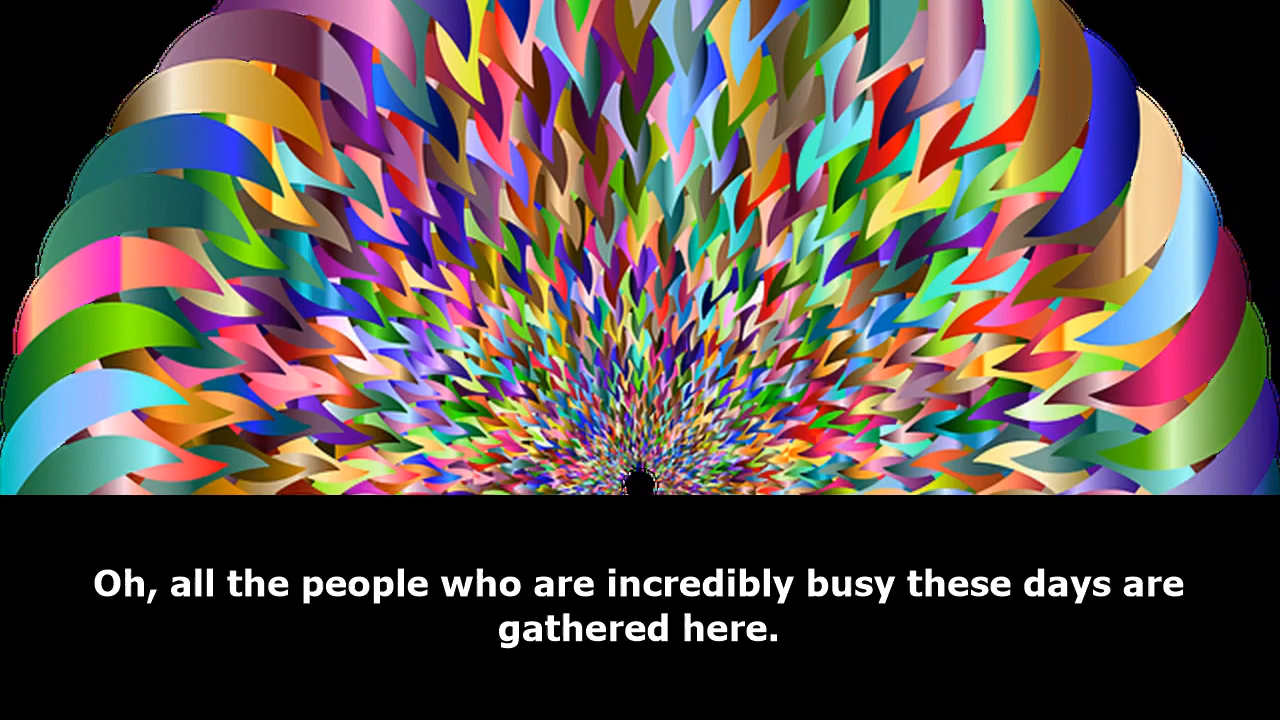 Oh, all the people who are incredibly busy these days are
gathered here.